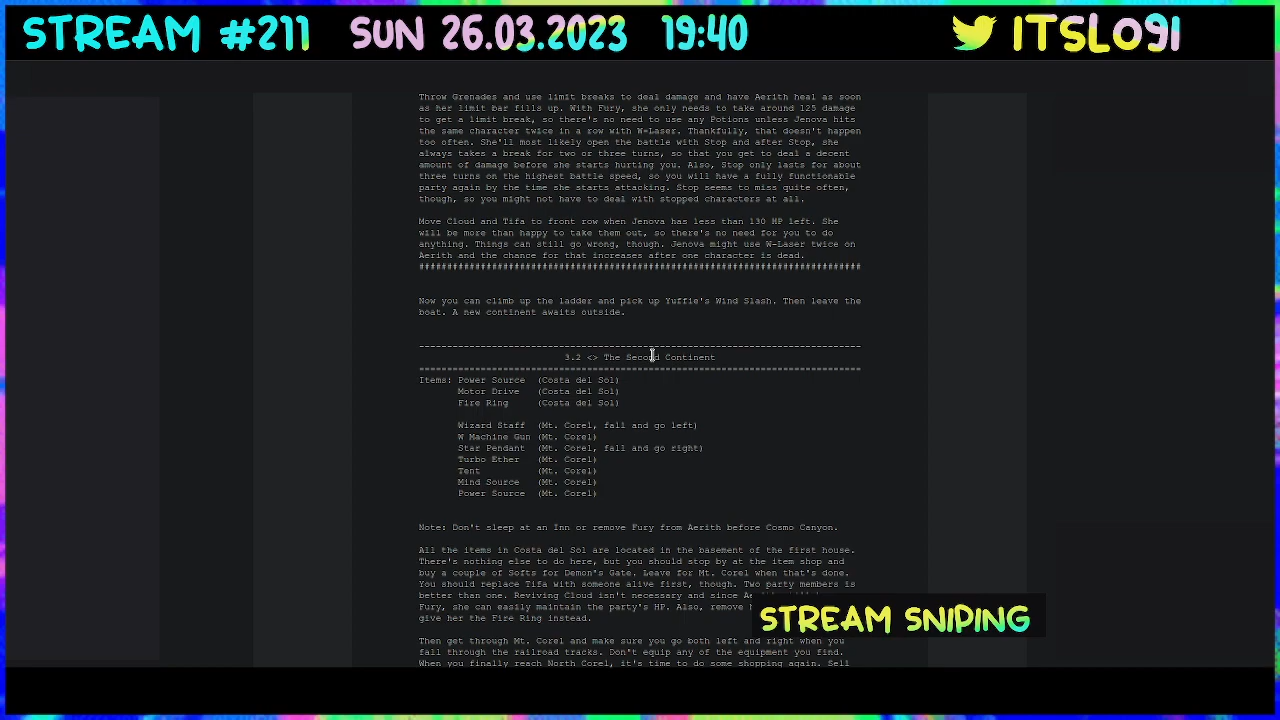 STREAM #211 SUN 26.03.2023 19:40 ITSLO9I
Throw Grenades and use limit breaks to deal damage and have Aerith heal as soon
as her limit bar fills up. With Fury, she only needs to take around 125 damage
to get a limit break, so there's no need to use any Potions unless Jenova hits
the same character twice in a row with W-Laser. Thankfully, that doesn't happen
too often. She'll most likely open the battle with Stop and after Stop, she
always takes a break for two or three turns, so that you get to deal a decent
amount of damage before she starts hurting you. Also, Stop only lasts for about
three turns on the highest battle speed, so you will have a fully functionable
party again by the time she starts attacking. Stop seems to miss quite often,
though, so you might not have to deal with stopped characters at all.
Move Cloud and Tifa to front row when Jenova has less than 130 HP left. She
will be more than happy to take them out, so there's no need for you to do
anything. Things can still go wrong, though. Jenova might use W-Laser twice on
Aerith and the chance for that increases after one character is dead.
###############################################################################
Now you can climb up the ladder and pick up Yuffie's Wind Slash. Then leave the
boat. A new continent awaits outside.
-------------------------------------------------------------------------------
3.2 <> The Second Continent
===============================================================================
Items: Power Source (Costa del Sol)
Motor Drive (Costa del Sol)
Fire Ring (Costa del Sol)
Wizard Staff (Mt. Corel, fall and go left)
W Machine Gun (Mt. Corel)
Star Pendant (Mt. Corel, fall and go right)
Turbo Ether (Mt. Corel)
Tent (Mt. Corel)
Mind Source (Mt. Corel)
Power Source (Mt. Corel)
Note: Don't sleep at an Inn or remove Fury from Aerith before Cosmo Canyon.
All the items in Costa del Sol are located in the basement of the first house.
There's nothing else to do here, but you should stop by at the item shop and
buy a couple of Softs for Demon's Gate. Leave for Mt. Corel when that's done.
You should replace Tifa with someone alive first, though. Two party members is
better than one. Reviving Cloud isn't necessary and since
Fury, she can easily maintain the party's HP. Also, remove
give her the Fire Ring instead.
STREAM SNIPING
Then get through Mt. Corel and make sure you go both left and right when you
fall through the railroad tracks. Don't equip any of the equipment you find.
When you finally reach North Corel, it's time to do some shopping again. Sell